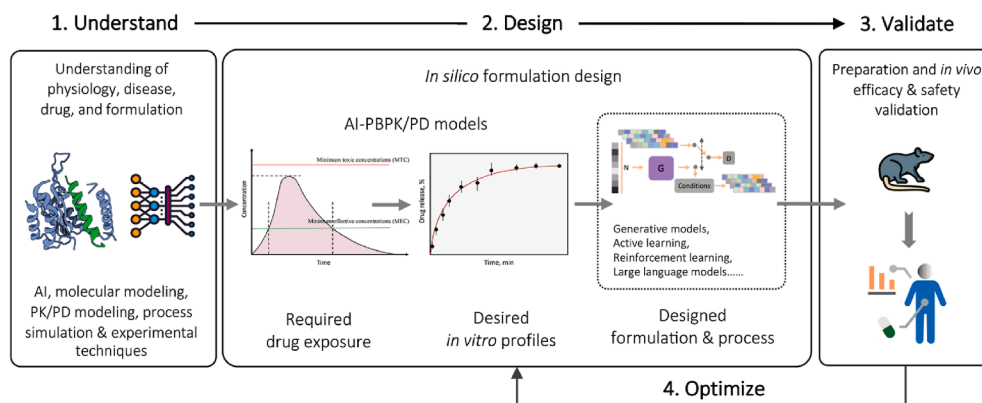 1. Understand
2. Design
3. Validate
Understanding of
physiology, disease,
drug, and formulation
AI, molecular modeling,
PK/PD modeling, process
simulation & experimental
techniques
In silico formulation design
AI-PBPK/PD models
Concentration
Minimum toxic concentrations (MTC)
Minimum effective concentrations (MEC)
Time
Required
drug exposure
Drug release, %
Time, min
Desired
in vitro profiles
N
G
D
Conditions
Generative models,
Active learning,
Reinforcement learning,
Large language models......
Designed
formulation & process
Preparation and in vivo
efficacy & safety
validation
4. Optimize